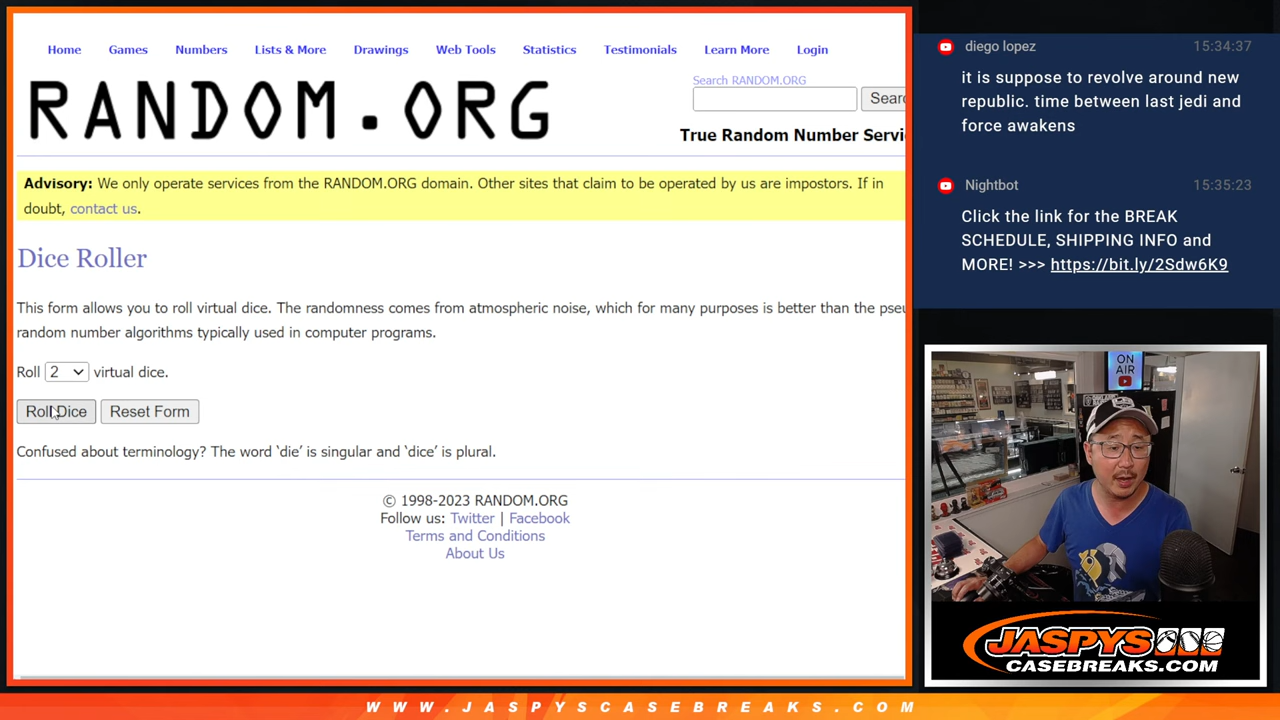 Home Games Numbers Lists & More Drawings Web Tools Statistics Testimonials Learn More Login
RANDOM.ORG
Search RANDOM.ORG
Searc
True Random Number Servi
Advisory: We only operate services from the RANDOM.ORG domain. Other sites that claim to be operated by us are impostors. If in
doubt, contact us.
Dice Roller
This form allows you to roll virtual dice. The randomness comes from atmospheric noise, which for many purposes is better than the pseu
random number algorithms typically used in computer programs.
Roll 2 virtual dice.
Roll Dice Reset Form
Confused about terminology? The word ‘die’ is singular and ‘dice’ is plural.
© 1998-2023 RANDOM.ORG
Follow us: Twitter | Facebook
Terms and Conditions
About Us
diego lopez 15:34:37
it is suppose to revolve around new
republic. time between last jedi and
force awakens
Nightbot 15:35:23
Click the link for the BREAK
SCHEDULE, SHIPPING INFO and
MORE! >>> https://bit.ly/2Sdw6K9
ON
AIR
JASPYS
CASEBREAKS.COM
WWW.JASPYSCASEBREAKS.COM